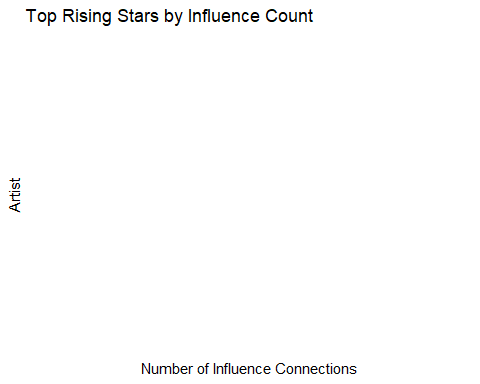 Top Rising Stars by Influence Count
Artist
Number of Influence Connections